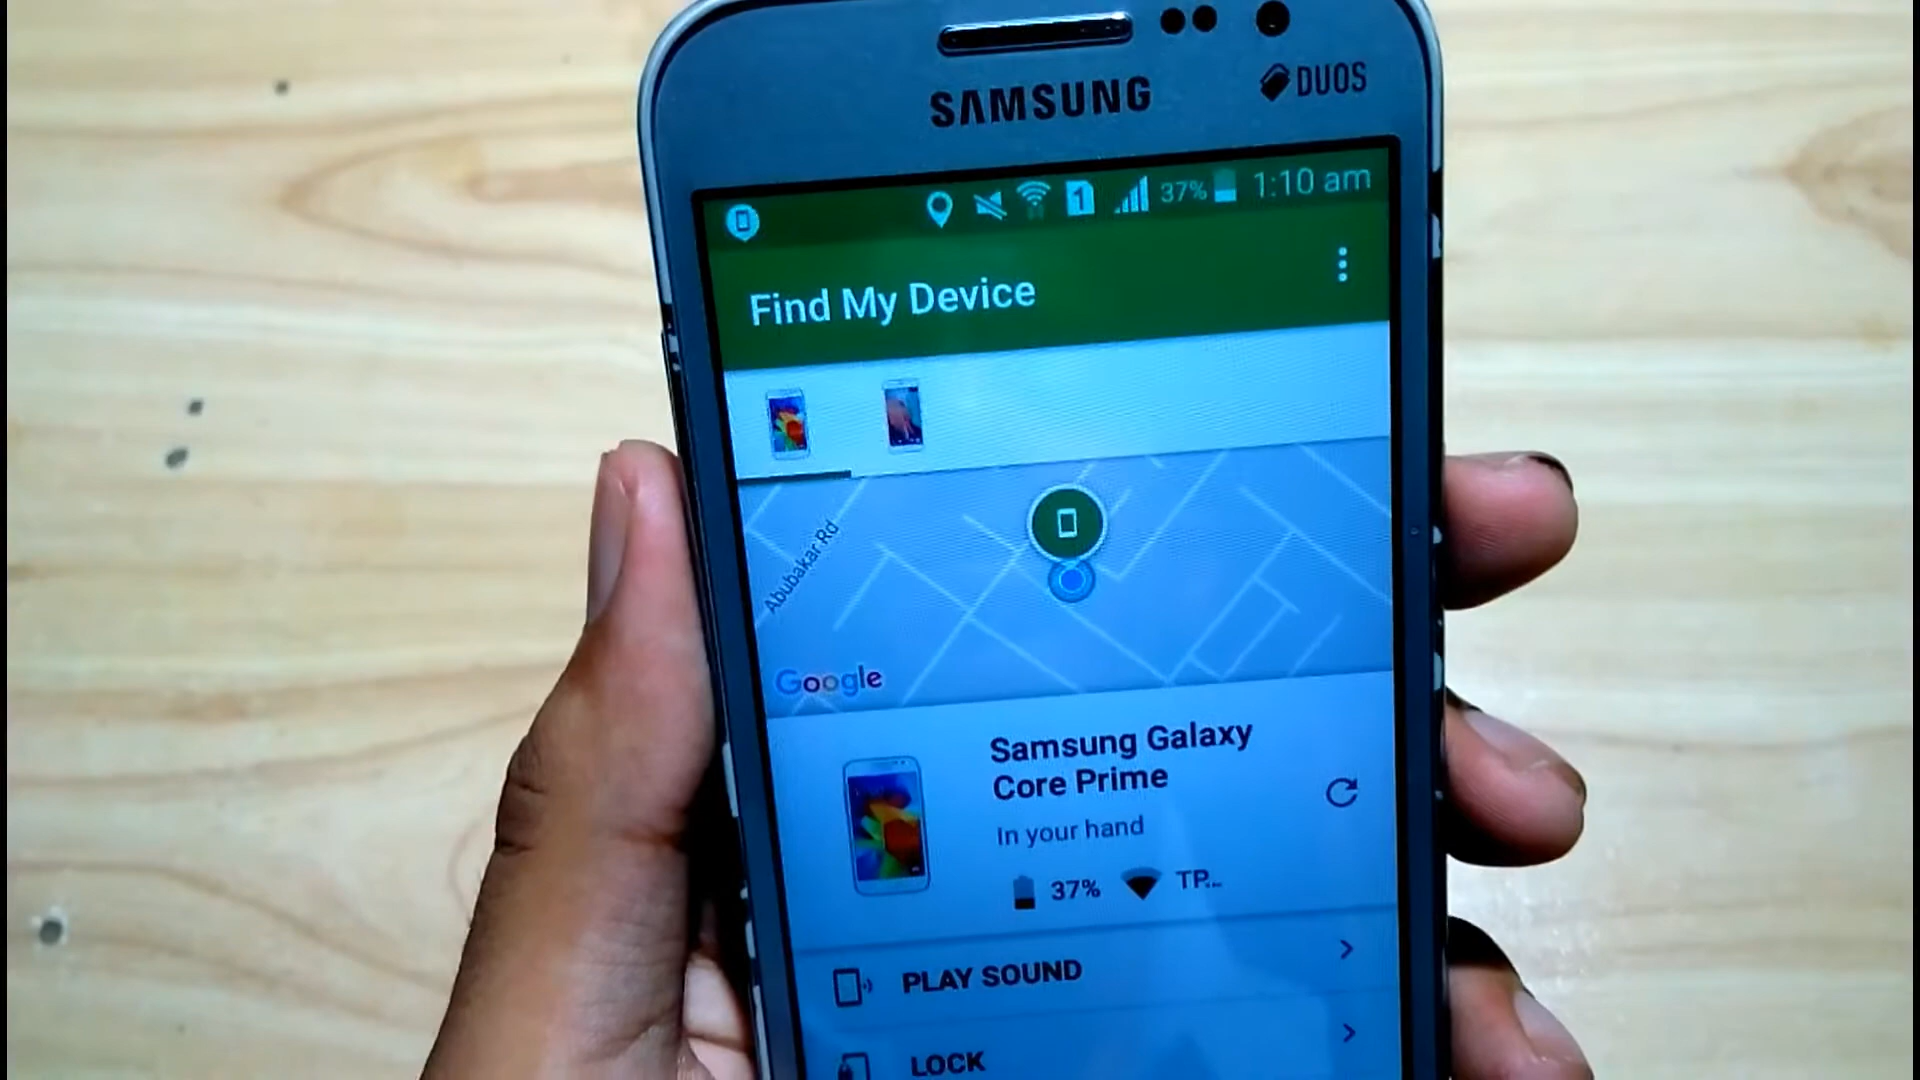 SAMSUNG
DUOS
1 37% 1:10 am
Find My Device
Abubakar Rd
Google
Samsung Galaxy
Core Prime
In your hand
37% TP...
PLAY SOUND
LOCK